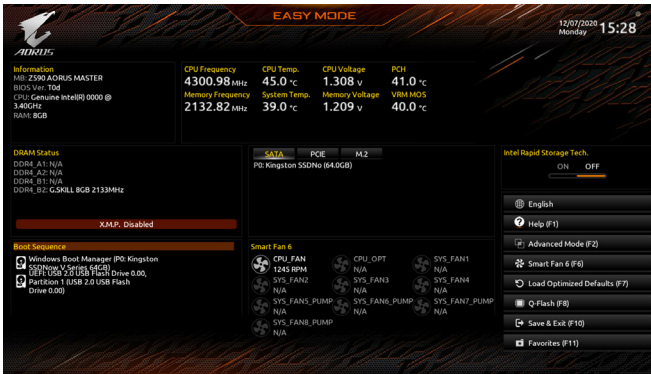 EASY MODE
12/07/2020
Monday
15:28
AORUS
Information
MB: Z590 AORUS MASTER
BIOS Ver. T0d
CPU: Genuine Intel(R) 0000 @
3.40GHz
RAM: 8GB
CPU Frequency
4300.98 MHz
CPU Temp.
45.0 °C
CPU Voltage
1.308 V
PCH
41.0 °C
Memory Frequency
2132.82 MHz
System Temp.
39.0 °C
Memory Voltage
1.209 V
VRM MOS
40.0 °C
DRAM Status
DDR4_A1: N/A
DDR4_A2: N/A
DDR4_B1: N/A
DDR4_B2: G.SKILL 8GB 2133MHz
X.M.P. Disabled
SATA PCIE M.2
P0: Kingston SSDNo (64.0GB)
Intel Rapid Storage Tech.
ON OFF
Boot Sequence
Windows Boot Manager (P0: Kingston
SSDNow V Series 64GB)
UEFI: USB 2.0 USB Flash Drive 0.00,
Partition 1 (USB 2.0 USB Flash
Drive 0.00)
Smart Fan 6
CPU_FAN
1245 RPM
CPU_OPT
N/A
SYS_FAN1
N/A
SYS_FAN2
N/A
SYS_FAN3
N/A
SYS_FAN4
N/A
SYS_FAN5_PUMP
N/A
SYS_FAN6_PUMP
N/A
SYS_FAN7_PUMP
N/A
SYS_FAN8_PUMP
N/A
English
Help (F1)
Advanced Mode (F2)
Smart Fan 6 (F6)
Load Optimized Defaults (F7)
Q-Flash (F8)
Save & Exit (F10)
Favorites (F11)